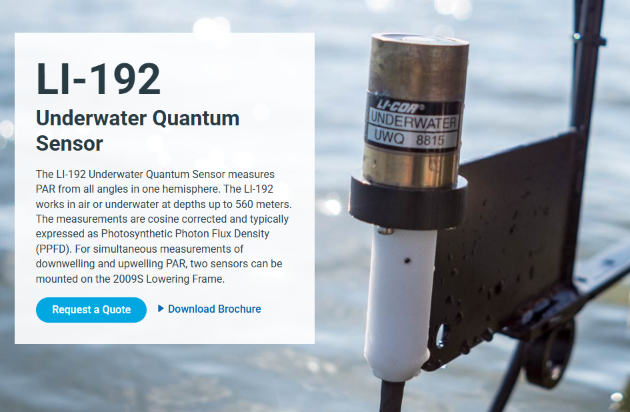 LI-192
Underwater Quantum
Sensor
The LI-192 Underwater Quantum Sensor measures
PAR from all angles in one hemisphere. The LI-192
works in air or underwater at depths up to 560 meters.
The measurements are cosine corrected and typically
expressed as Photosynthetic Photon Flux Density
(PPFD). For simultaneous measurements of
downwelling and upwelling PAR, two sensors can be
mounted on the 2009S Lowering Frame.
Request a Quote
Download Brochure
LI-COR®
UNDERWATER
UWQ 8815